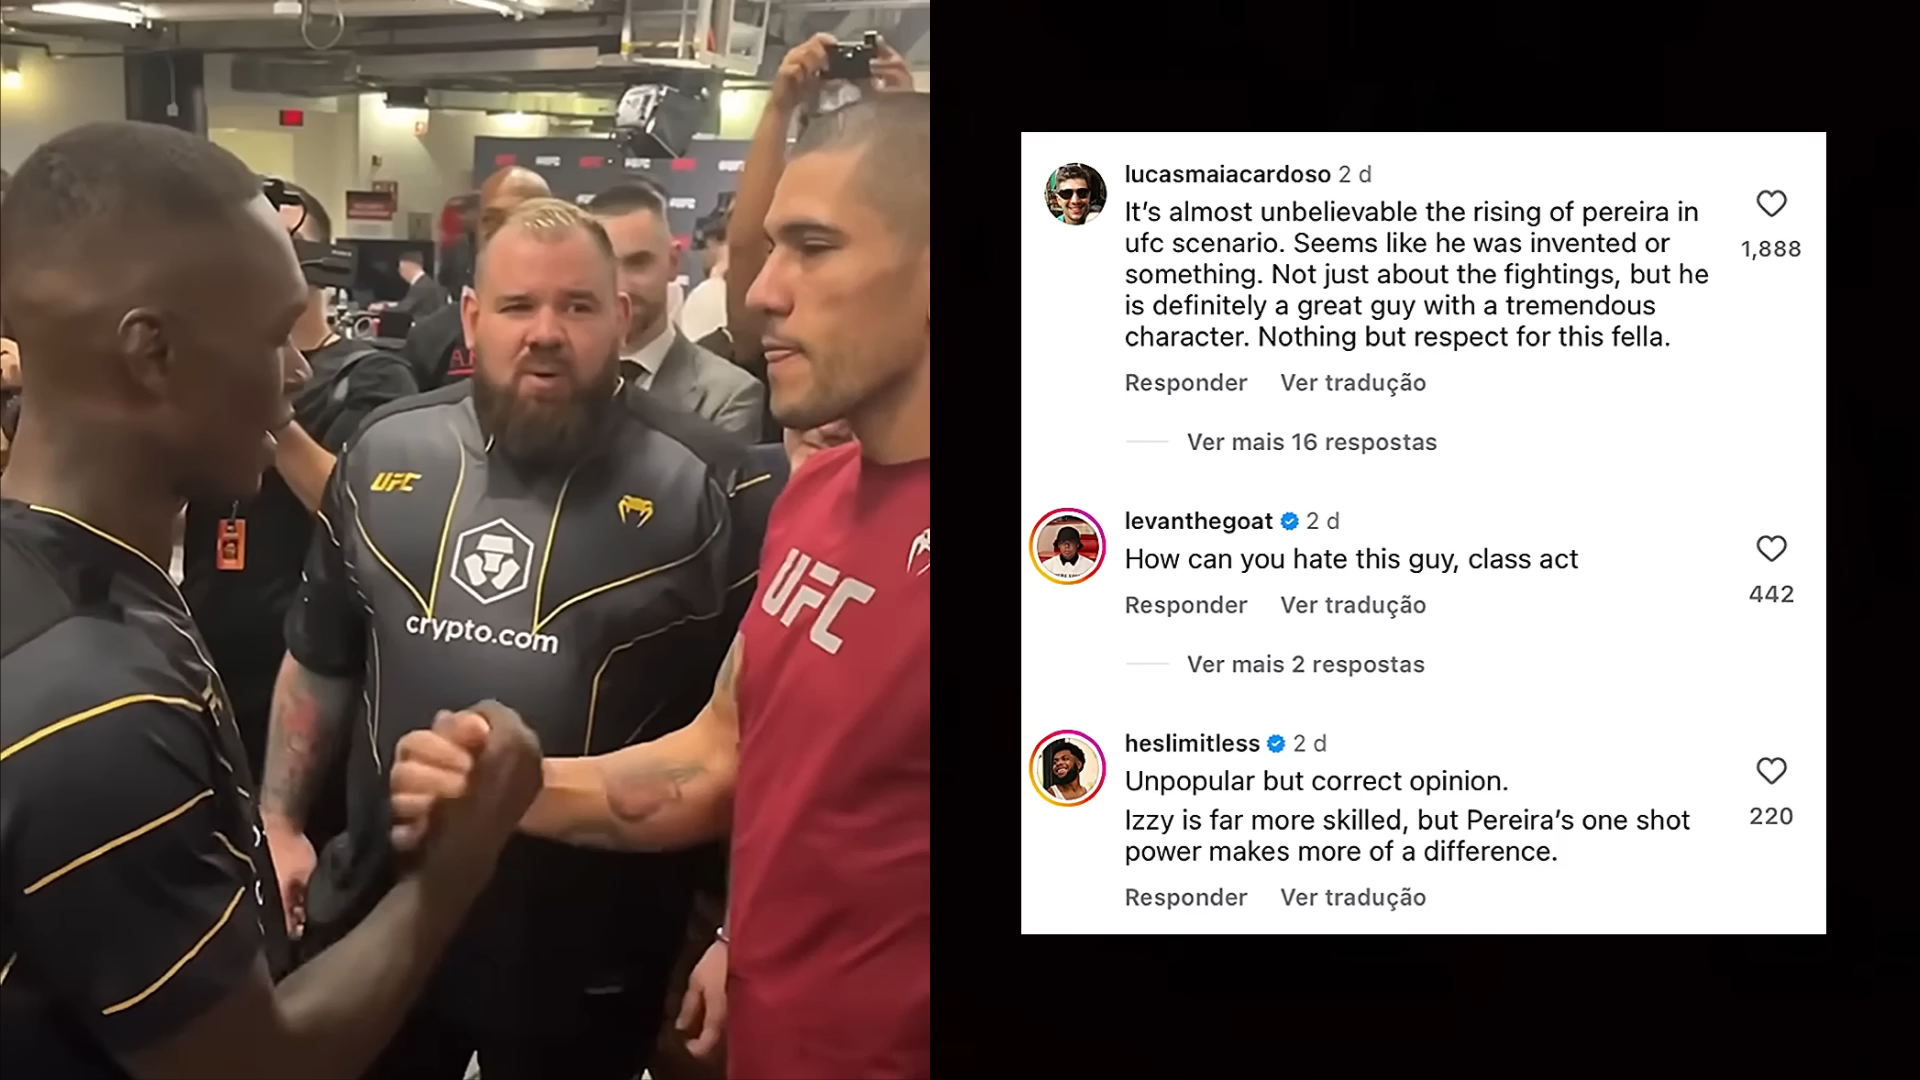 UFC
crypto.com
UFC
lucasmaiacardoso 2 d
It's almost unbelievable the rising of pereira in
ufc scenario. Seems like he was invented or
something. Not just about the fightings, but he
is definitely a great guy with a tremendous
character. Nothing but respect for this fella.
1,888
Responder Ver tradução
Ver mais 16 respostas
levanthegoat 2 d
How can you hate this guy, class act
442
Responder Ver tradução
Ver mais 2 respostas
heslimitless 2 d
Unpopular but correct opinion.
Izzy is far more skilled, but Pereira's one shot
power makes more of a difference.
220
Responder Ver tradução